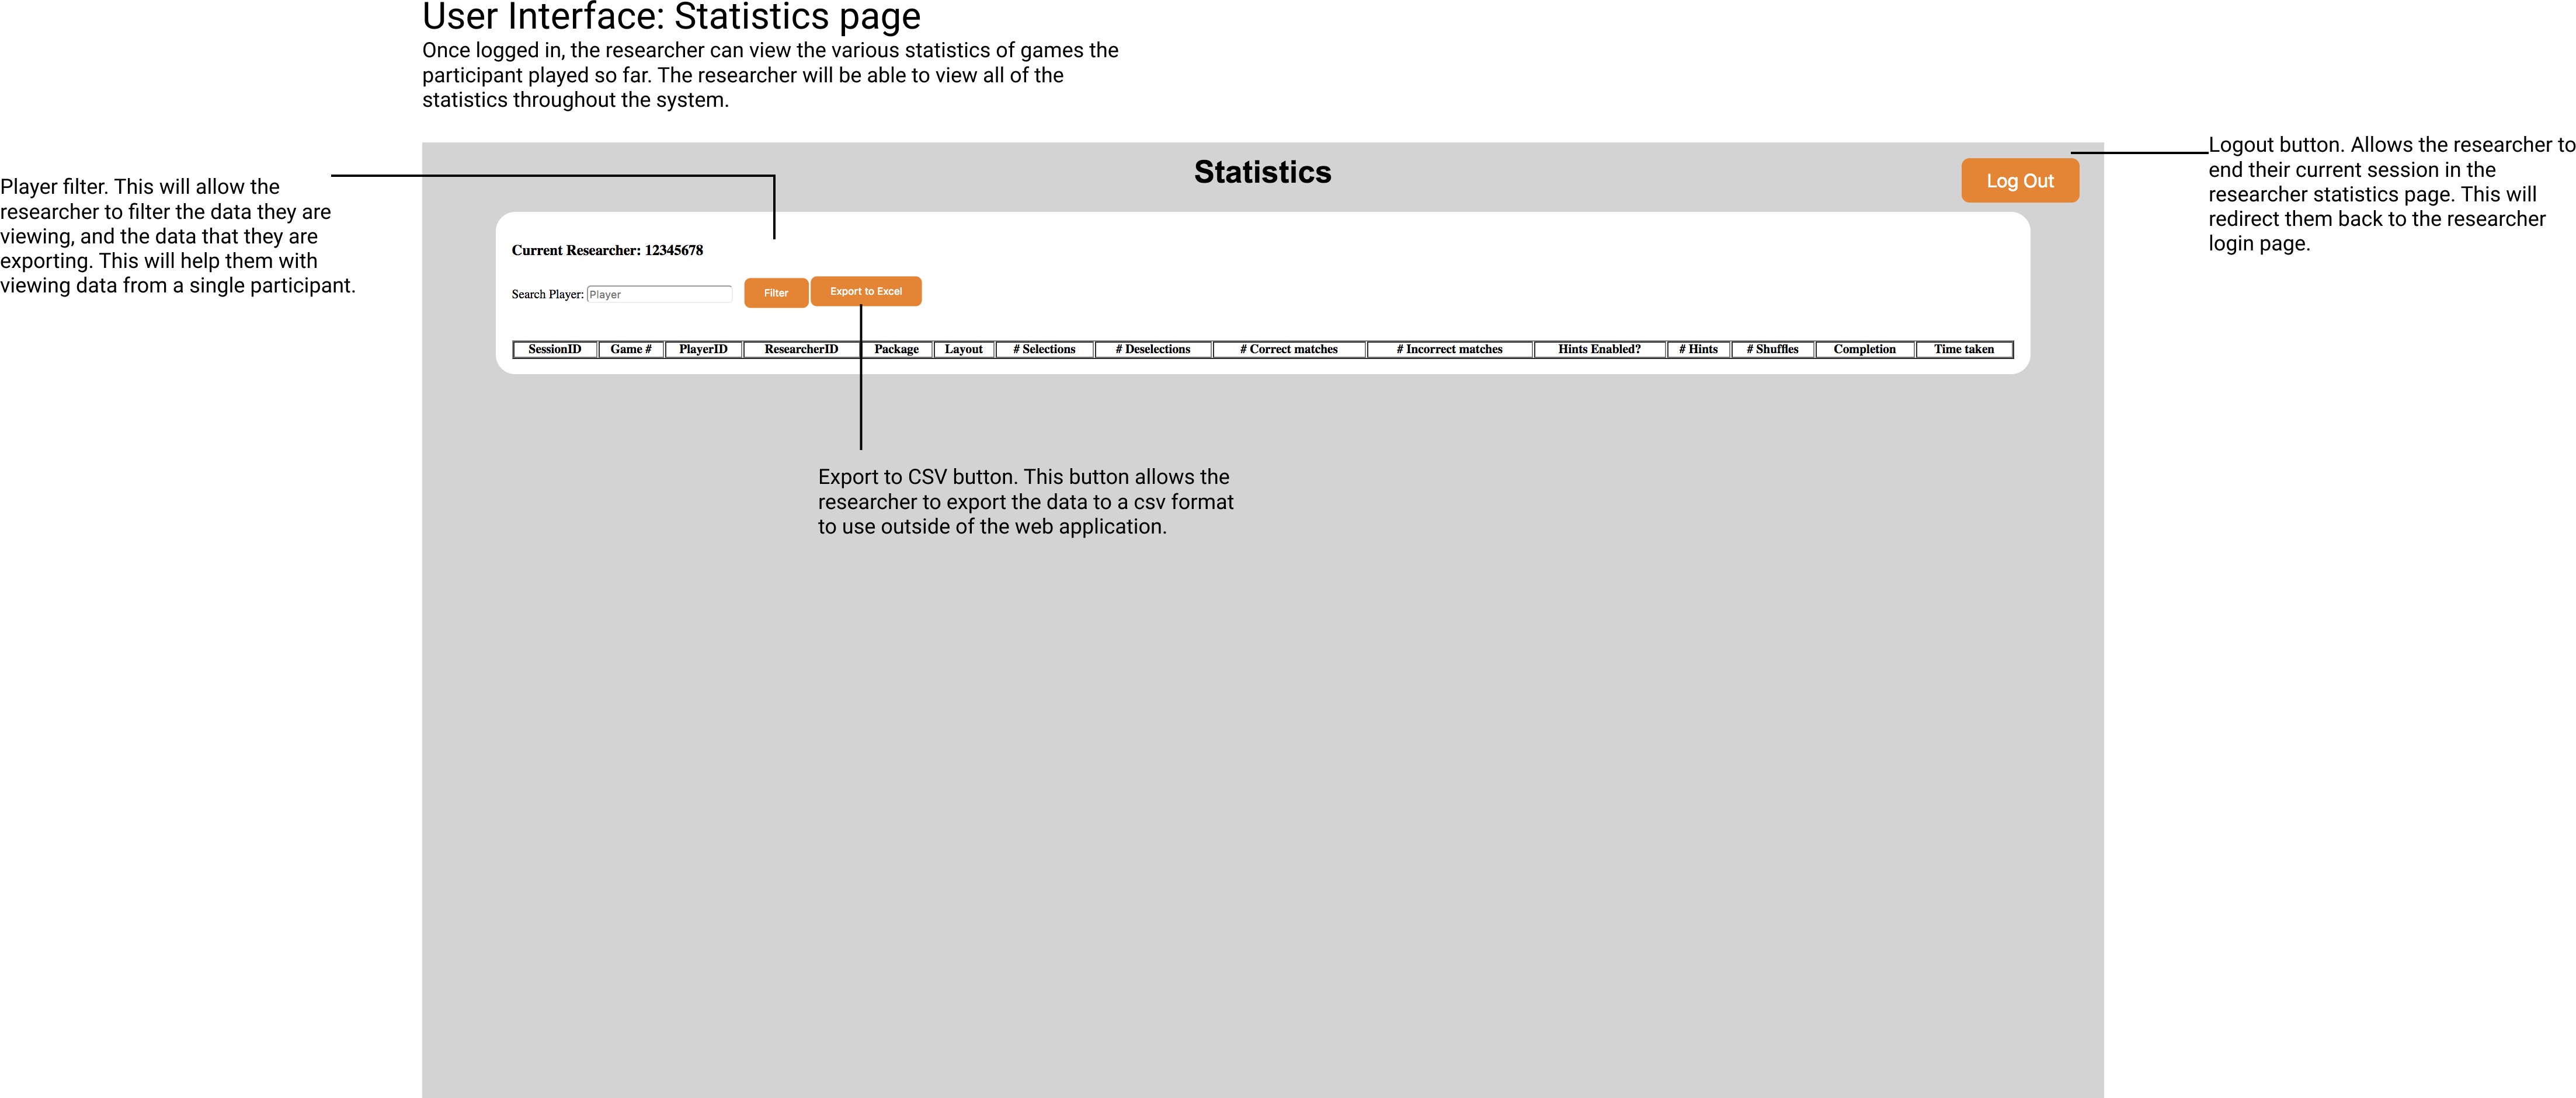 User Interface: Statistics page
Once logged in, the researcher can view the various statistics of games the
participant played so far. The researcher will be able to view all of the
statistics throughout the system.
Player filter. This will allow the
researcher to filter the data they are
viewing, and the data that they are
exporting. This will help them with
viewing data from a single participant.
Statistics
Log Out
Logout button. Allows the researcher to
end their current session in the
researcher statistics page. This will
redirect them back to the researcher
login page.
Current Researcher: 12345678
Search Player: Player Filter Export to Excel
SessionID Game # PlayerID ResearcherID Package Layout # Selections # Deselections # Correct matches # Incorrect matches Hints Enabled? # Hints # Shuffles Completion Time taken
Export to CSV button. This button allows the
researcher to export the data to a csv format
to use outside of the web application.